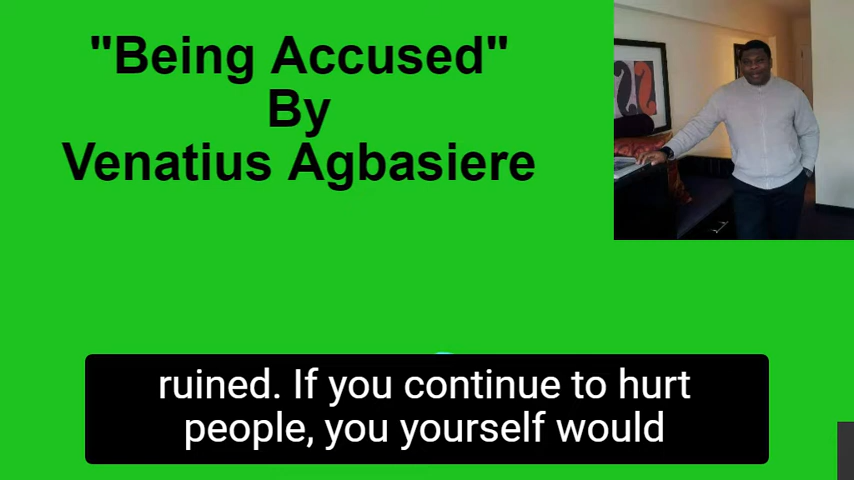 "Being Accused"
By
Venatius Agbasiere
ruined. If you continue to hurt
people, you yourself would